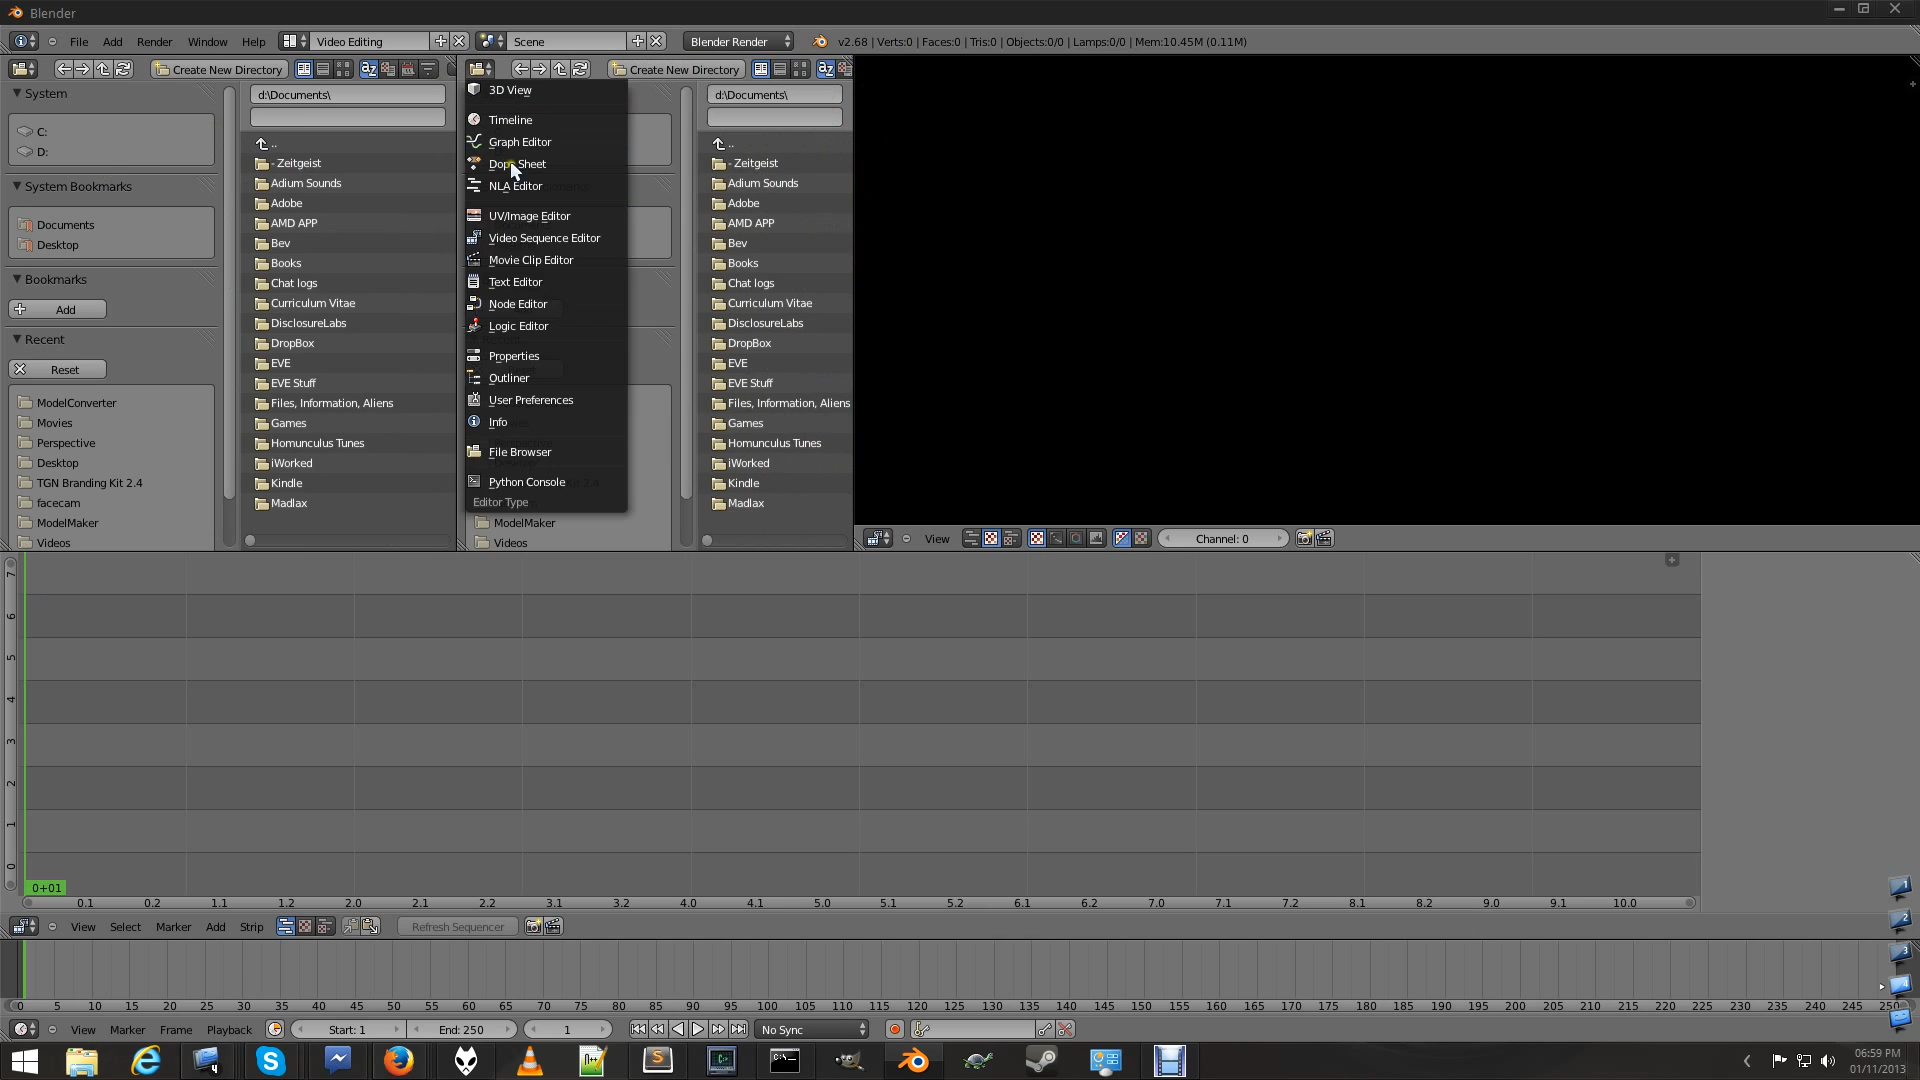 Blender
File Add Render Window Help Video Editing Scene Blender Render v2.68 | Verts:0 | Faces:0 | Tris:0 | Objects:0/0 | Lamps:0/0 | Mem:10.45M (0.11M)
Create New Directory
System
C:
D:
System Bookmarks
Documents
Desktop
Bookmarks
Add
Recent
Reset
ModelConverter
Movies
Perspective
Desktop
TGN Branding Kit 2.4
facecam
ModelMaker
Videos
d:\Documents\
..
- Zeitgeist
Adium Sounds
Adobe
AMD APP
Bev
Books
Chat logs
Curriculum Vitae
DisclosureLabs
DropBox
EVE
EVE Stuff
Files, Information, Aliens
Games
Homunculus Tunes
iWorked
Kindle
Madlax
Create New Directory
3D View
Timeline
Graph Editor
Dope Sheet
NLA Editor
UV/Image Editor
Video Sequence Editor
Movie Clip Editor
Text Editor
Node Editor
Logic Editor
Properties
Outliner
User Preferences
Info
File Browser
Python Console
Editor Type
ModelMaker
Videos
d:\Documents\
..
- Zeitgeist
Adium Sounds
Adobe
AMD APP
Bev
Books
Chat logs
Curriculum Vitae
DisclosureLabs
DropBox
EVE
EVE Stuff
Files, Information, Aliens
Games
Homunculus Tunes
iWorked
Kindle
Madlax
View Channel: 0
7
6
5
4
3
2
1
0
0+01
0.1 0.2 1.1 1.2 2.0 2.1 2.2 3.1 3.2 4.0 4.1 5.0 5.1 5.2 6.1 6.2 7.0 7.1 7.2 8.1 8.2 9.0 9.1 10.0
View Select Marker Add Strip Refresh Sequencer
0 5 10 15 20 25 30 35 40 45 50 55 60 65 70 75 80 85 90 95 100 105 110 115 120 125 130 135 140 145 150 155 160 165 170 175 180 185 190 195 200 205 210 215 220 225 230 235 240 245 250
View Marker Frame Playback Start: 1 End: 250 1 No Sync
1
2
3
4
06:59 PM
01/11/2013